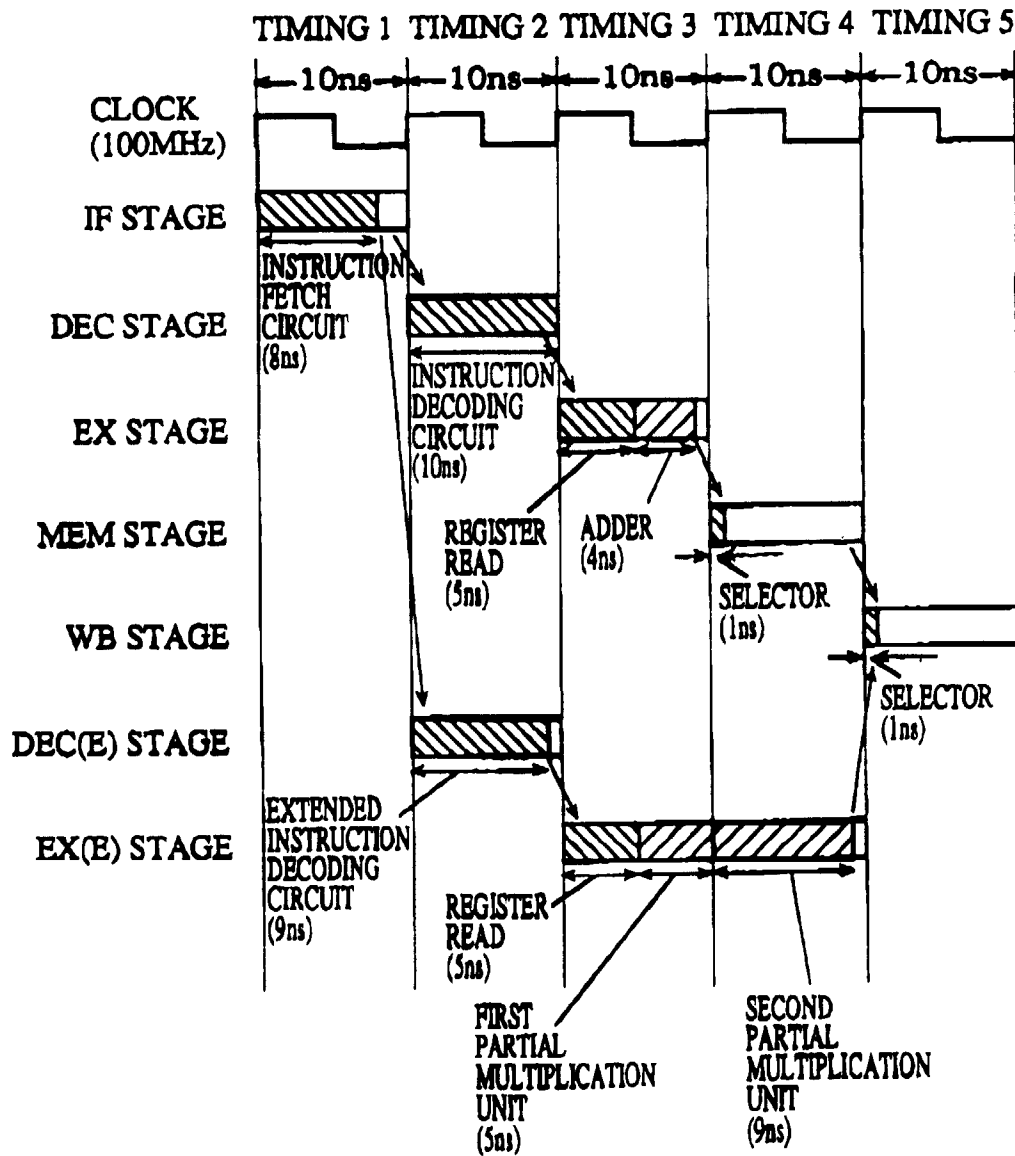 TIMING 1 TIMING 2 TIMING 3 TIMING 4 TIMING 5
10ns 10ns 10ns 10ns 10ns
CLOCK
(100MHz)
IF STAGE
INSTRUCTION
FETCH
CIRCUIT
(8ns)
DEC STAGE
INSTRUCTION
DECODING
CIRCUIT
(10ns)
EX STAGE
REGISTER
READ
(5ns)
ADDER
(4ns)
MEM STAGE
SELECTOR
(1ns)
WB STAGE
SELECTOR
(1ns)
DEC(E) STAGE
EXTENDED
INSTRUCTION
DECODING
CIRCUIT
(9ns)
EX(E) STAGE
REGISTER
READ
(5ns)
FIRST
PARTIAL
MULTIPLICATION
UNIT
(5ns)
SECOND
PARTIAL
MULTIPLICATION
UNIT
(9ns)